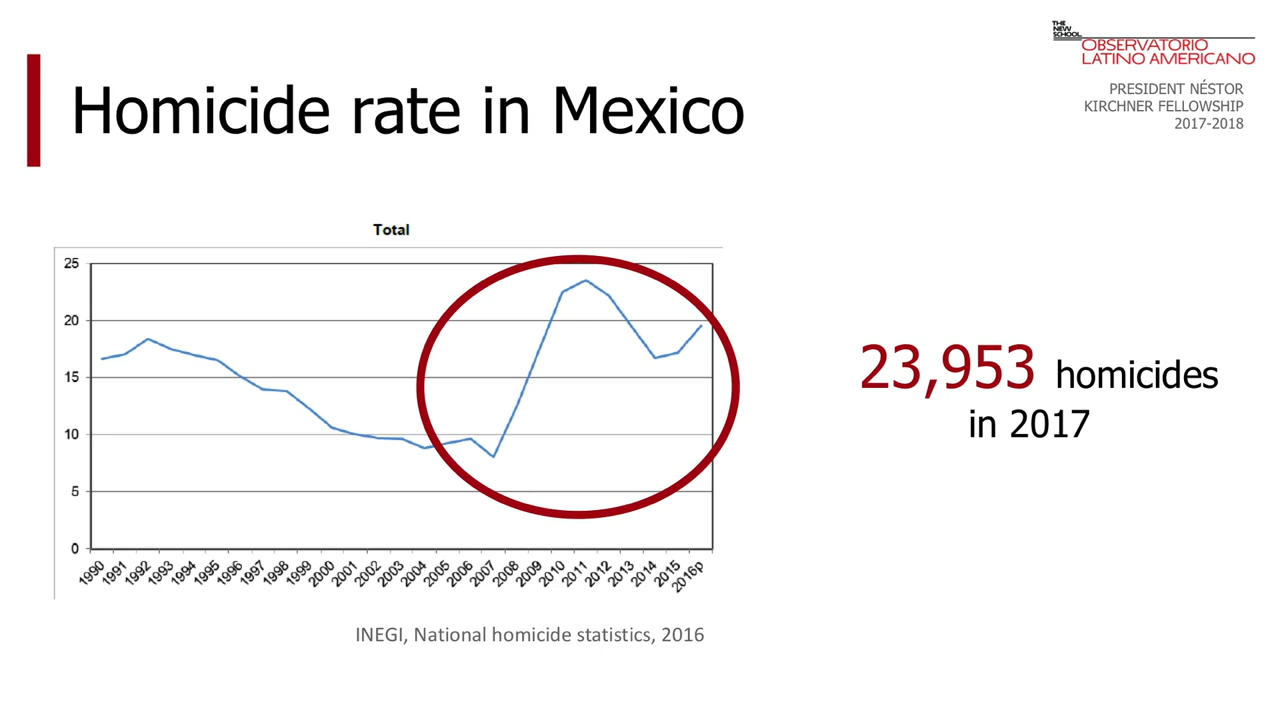 THE
NEW
SCHOOL
OBSERVATORIO
LATINO AMERICANO
PRESIDENT NÉSTOR
KIRCHNER FELLOWSHIP
2017-2018
Homicide rate in Mexico
Total
25
20
15
10
5
0
1990 1991 1992 1993 1994 1995 1996 1997 1998 1999 2000 2001 2002 2003 2004 2005 2006 2007 2008 2009 2010 2011 2012 2013 2014 2015 2016p
23,953 homicides
in 2017
INEGI, National homicide statistics, 2016